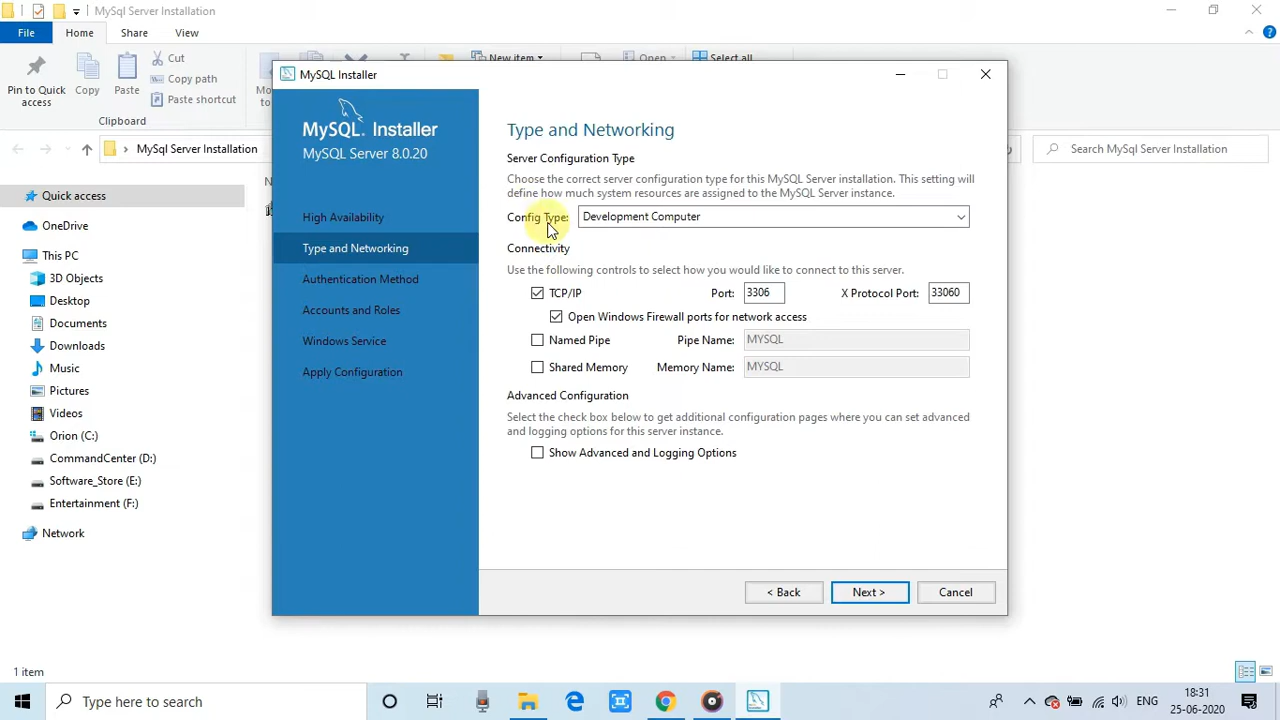 MySQL Server Installation
File
Home
Share
View
Pin to Quick
access
Copy
Paste
Cut
Copy path
Paste shortcut
Clipboard
New item
Open
Select all
MySQL Server Installation
Search MySql Server Installation
Quick access
OneDrive
This PC
3D Objects
Desktop
Documents
Downloads
Music
Pictures
Videos
Orion (C:)
CommandCenter (D:)
Software_Store (E:)
Entertainment (F:)
Network
1 item
MySQL Installer
MySQL. Installer
MySQL Server 8.0.20
High Availability
Type and Networking
Authentication Method
Accounts and Roles
Windows Service
Apply Configuration
Type and Networking
Server Configuration Type
Choose the correct server configuration type for this MySQL Server installation. This setting will
define how much system resources are assigned to the MySQL Server instance.
Config Type: Development Computer
Connectivity
Use the following controls to select how you would like to connect to this server.
TCP/IP Port: 3306 X Protocol Port: 33060
Open Windows Firewall ports for network access
Named Pipe Pipe Name: MYSQL
Shared Memory Memory Name: MYSQL
Advanced Configuration
Select the check box below to get additional configuration pages where you can set advanced
and logging options for this server instance.
Show Advanced and Logging Options
< Back Next > Cancel
Type here to search
ENG
18:31
25-06-2020